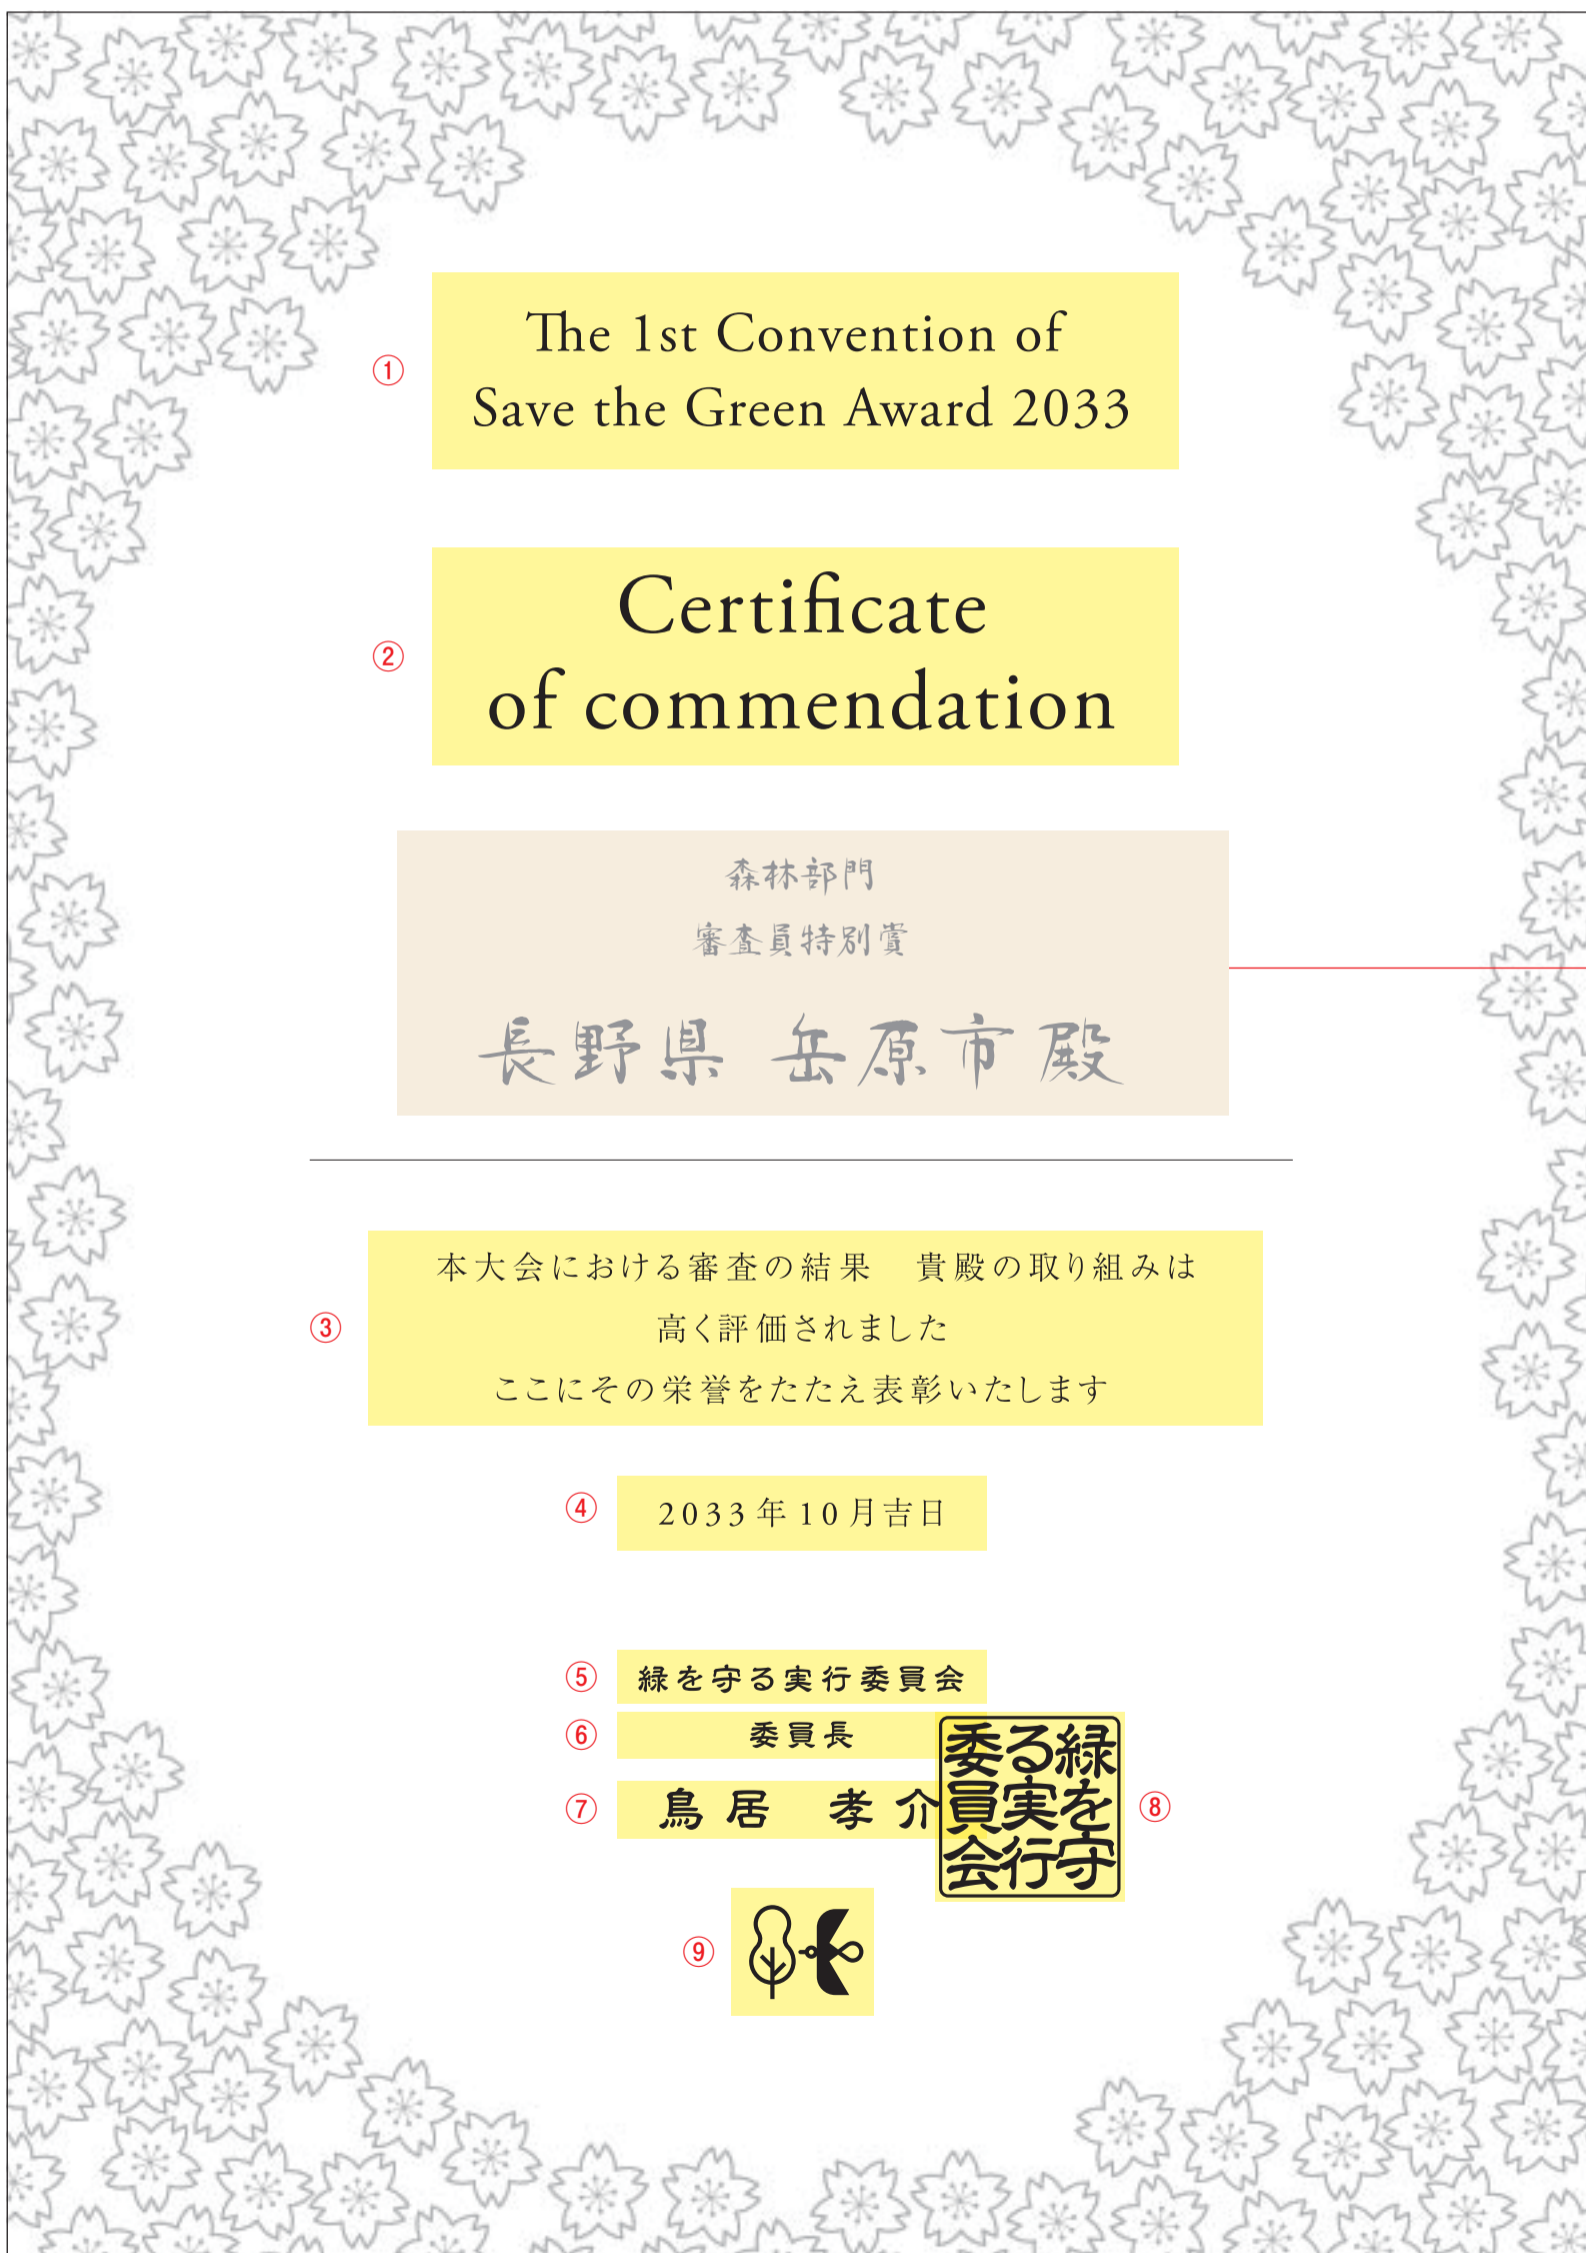 ①
The 1st Convention of
Save the Green Award 2033
②
Certificate
of commendation
森林部門
審査員特別賞
長野県 岳原市殿
③
本大会における審査の結果　貴殿の取り組みは
高く評価されました
ここにその栄誉をたたえ表彰いたします
④
2033年10月吉日
⑤
緑を守る実行委員会
⑥
委員長
⑦
鳥居　孝介
緑を守
る実行
委員会
⑧
⑨